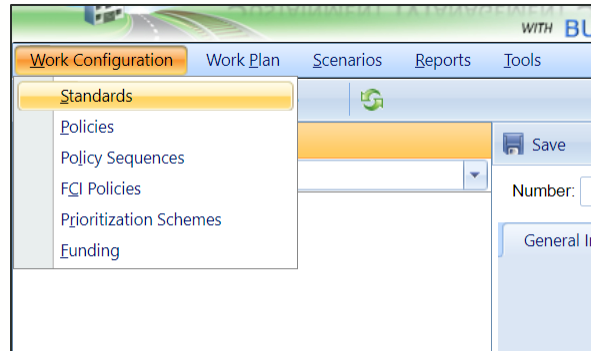 WITH BU
Work Configuration Work Plan Scenarios Reports Tools
Standards
Policies
Policy Sequences
FCI Policies
Prioritization Schemes
Funding
Save
Number:
General I